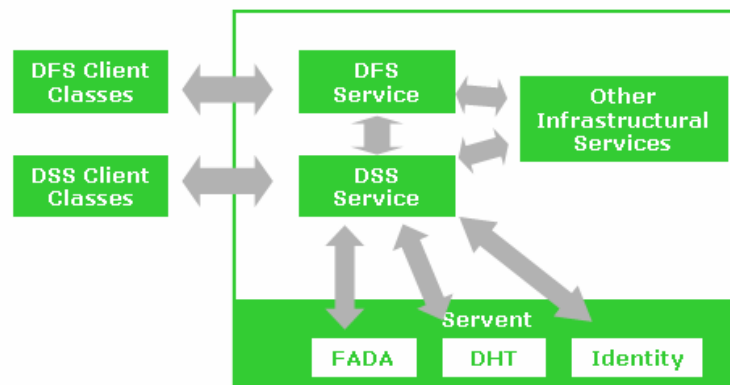 DFS Client
Classes
DFS
Service
Other
Infrastructural
Services
DSS Client
Classes
DSS
Service
Servent
FADA
DHT
Identity